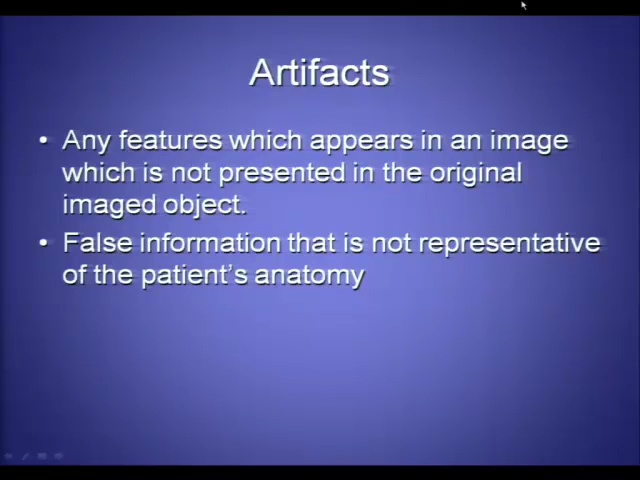 Artifacts
• Any features which appears in an image
which is not presented in the original
imaged object.
• False information that is not representative
of the patient's anatomy